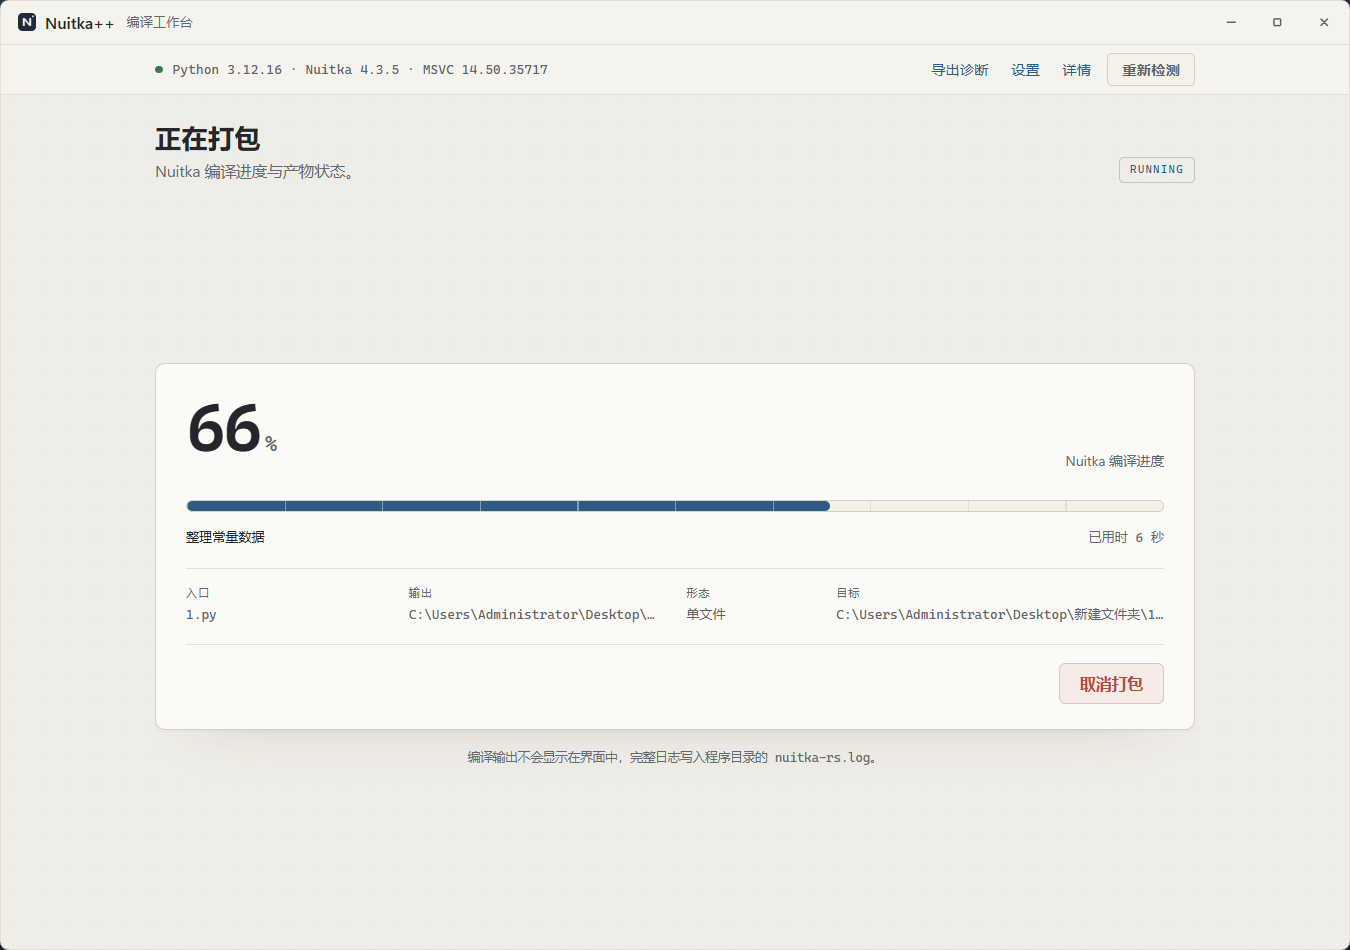 Nuitka++ 编译工作台
Python 3.12.16 · Nuitka 4.3.5 · MSVC 14.50.35717 导出诊断 设置 详情 重新检测
正在打包
Nuitka 编译进度与产物状态。
RUNNING
66%
Nuitka 编译进度
整理常量数据 已用时 6 秒
入口 输出 形态 目标
1.py C:\Users\Administrator\Desktop\… 单文件 C:\Users\Administrator\Desktop\新建文件夹\1…
取消打包
编译输出不会显示在界面中，完整日志写入程序目录的 nuitka-rs.log。